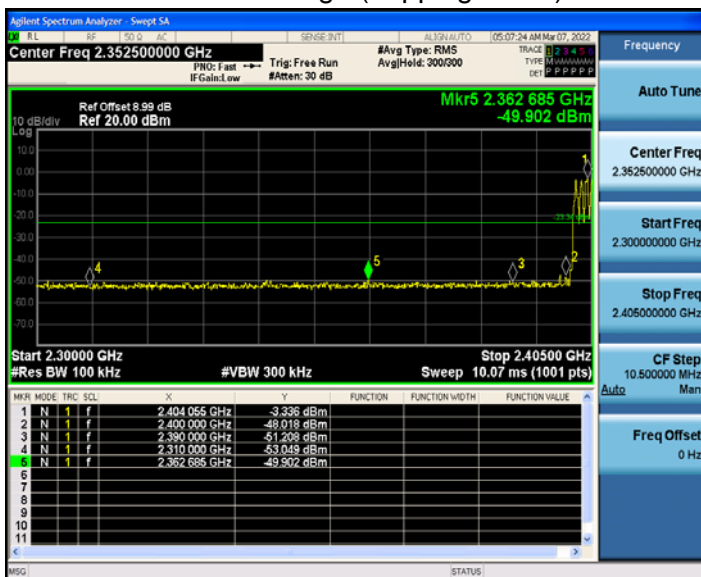 Agilent Spectrum Analyzer - Swept SA
RL RF 50 Ω AC SENSE:INT ALIGN AUTO 05:07:24 AM Mar 07, 2022
Center Freq 2.352500000 GHz
PNO: Fast
IFGain:Low
Trig: Free Run
#Atten: 30 dB
#Avg Type: RMS
Avg|Hold: 300/300
TRACE 1 2 3 4 5 6
TYPE M W W W W W
DET P P P P P P
Frequency
Ref Offset 8.99 dB
Ref 20.00 dBm
10 dB/div
Log
Mkr5 2.362 685 GHz
-49.902 dBm
10.0
0.00
-10.0
-20.0
-30.0
-40.0
-50.0
-60.0
-70.0
1
2
3
4
5
Start 2.30000 GHz
Stop 2.40500 GHz
#Res BW 100 kHz #VBW 300 kHz Sweep 10.07 ms (1001 pts)
MKR MODE TRC SCL X Y FUNCTION FUNCTION WIDTH FUNCTION VALUE
1 N 1 f 2.404 055 GHz -3.336 dBm
2 N 1 f 2.400 000 GHz -48.018 dBm
3 N 1 f 2.390 000 GHz -51.208 dBm
4 N 1 f 2.310 000 GHz -53.049 dBm
5 N 1 f 2.362 685 GHz -49.902 dBm
6
7
8
9
10
11
MSG STATUS
Auto Tune
Center Freq
2.352500000 GHz
Start Freq
2.300000000 GHz
Stop Freq
2.405000000 GHz
CF Step
10.500000 MHz
Auto Man
Freq Offset
0 Hz